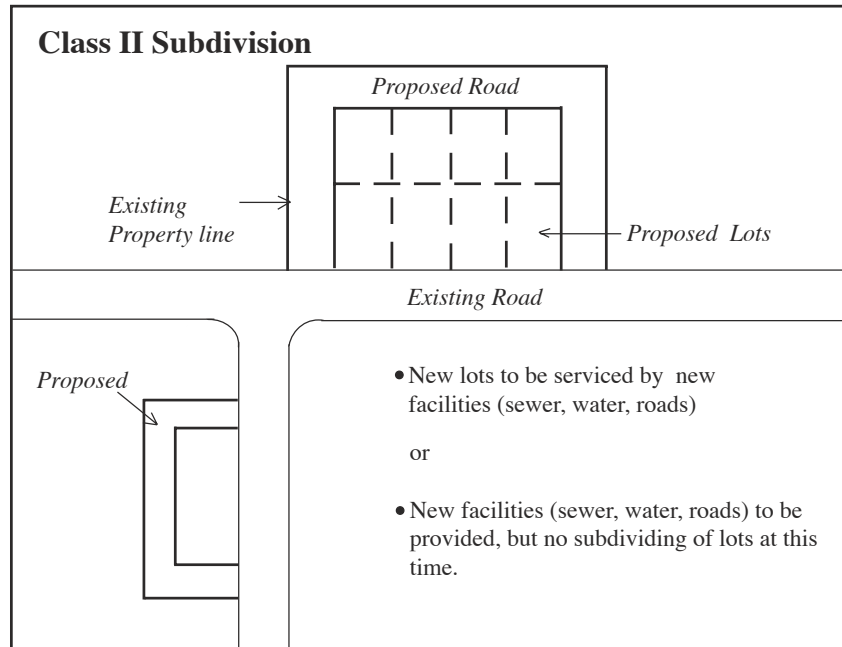 Class II Subdivision
Proposed Road
Existing
Property line
Proposed Lots
Existing Road
Proposed
• New lots to be serviced by new
facilities (sewer, water, roads)
or
• New facilities (sewer, water, roads) to be
provided, but no subdividing of lots at this
time.